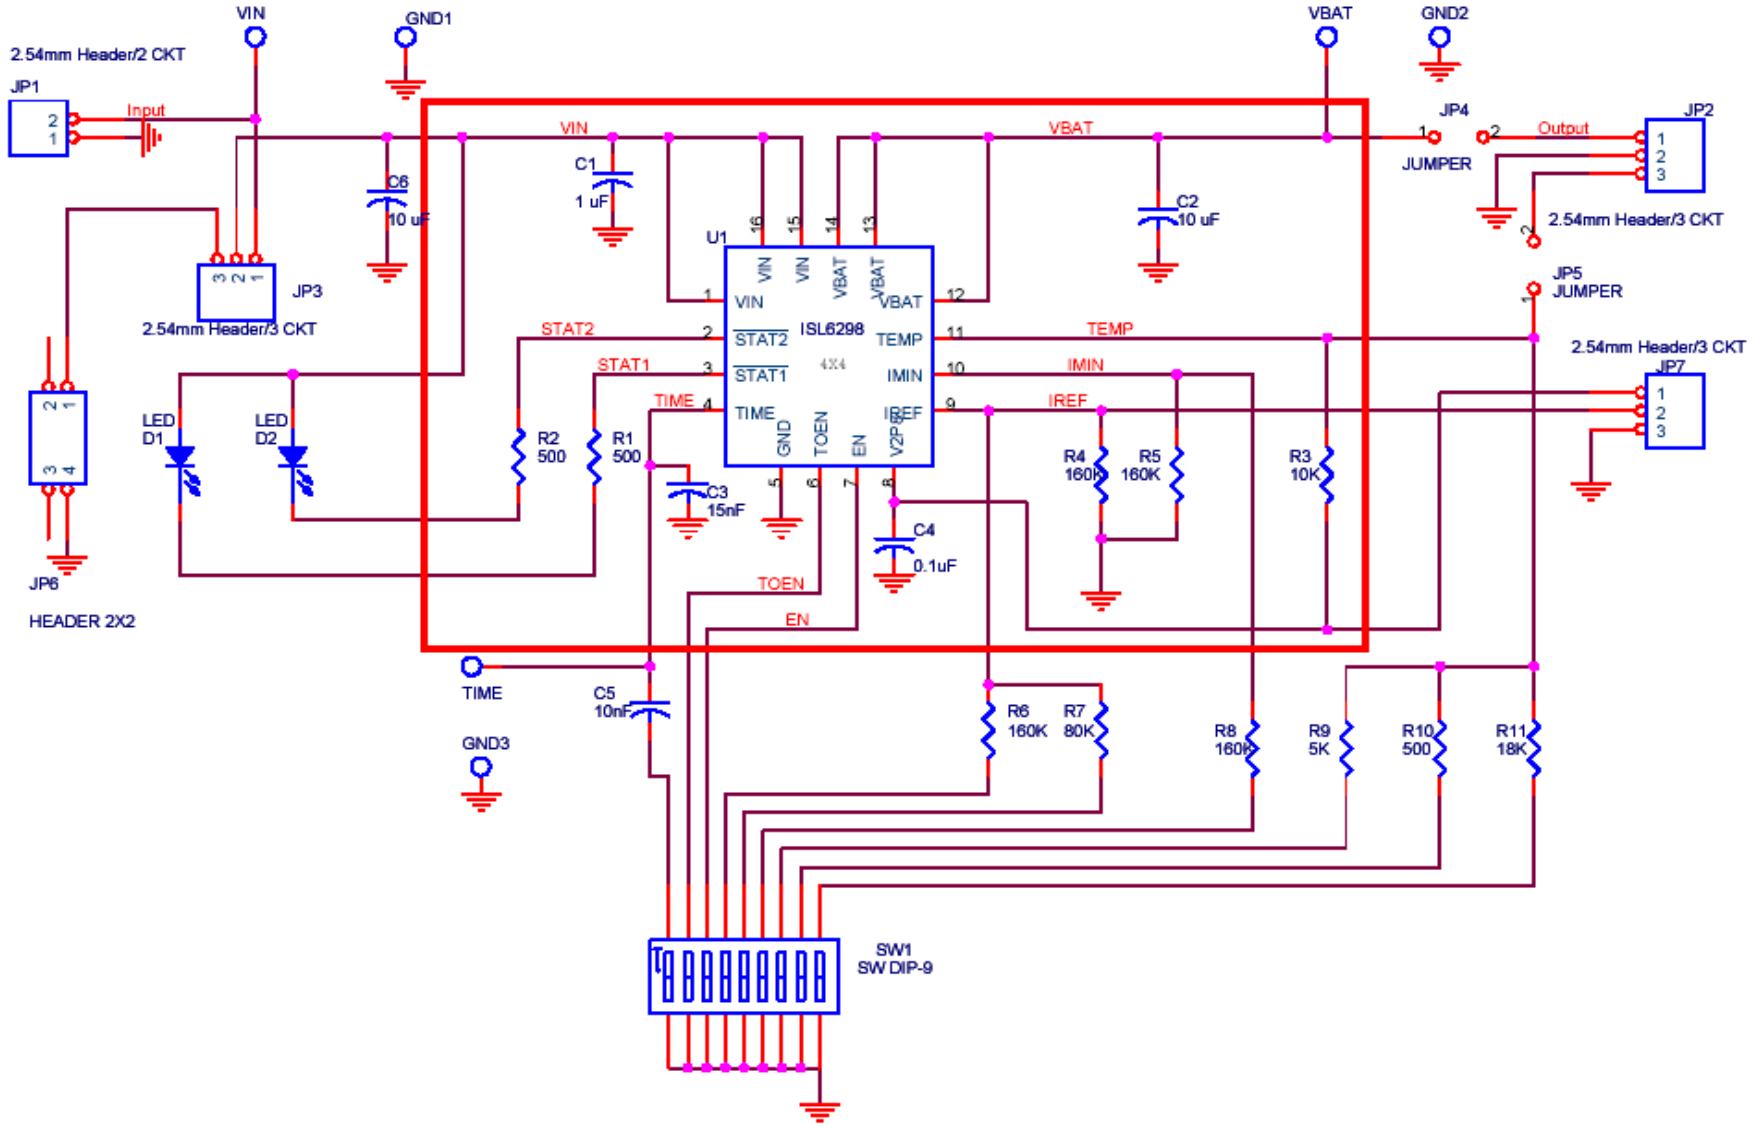 VIN
GND1
VBAT
GND2
2.54mm Header/2 CKT
JP1
2
1
Input
VIN
VBAT
1
JP4
2
JUMPER
Output
JP2
1
2
3
2.54mm Header/3 CKT
C6
10 uF
C1
1 uF
C2
10 uF
3
2
1
JP3
2.54mm Header/3 CKT
U1
16
15
14
13
VIN
VIN
VBAT
VBAT
1
VIN
VBAT
12
ISL6298
4X4
STAT2
2
STAT2
TEMP
11
TEMP
STAT1
3
STAT1
IMIN
10
IMIN
TIME
4
TIME
IREF
9
IREF
GND
TOEN
EN
V2P8
5
6
7
8
2
JP5
JUMPER
1
2.54mm Header/3 CKT
JP7
1
2
3
2
1
3
4
JP6
HEADER 2X2
LED
D1
LED
D2
R2
500
R1
500
C3
15nF
C4
0.1uF
R4
160K
R5
160K
R3
10K
TOEN
EN
TIME
C5
10nF
GND3
R6
160K
R7
80K
R8
160K
R9
5K
R10
500
R11
18K
SW1
SW DIP-9